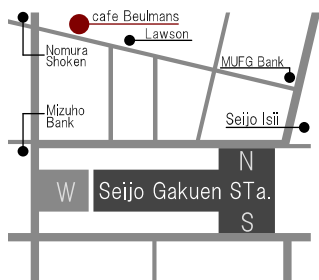 cafe Beulmans
Lawson
Nomura
Shoken
MUFG Bank
Mizuho
Bank
Seijo Isii
N
W
Seijo Gakuen STa.
S